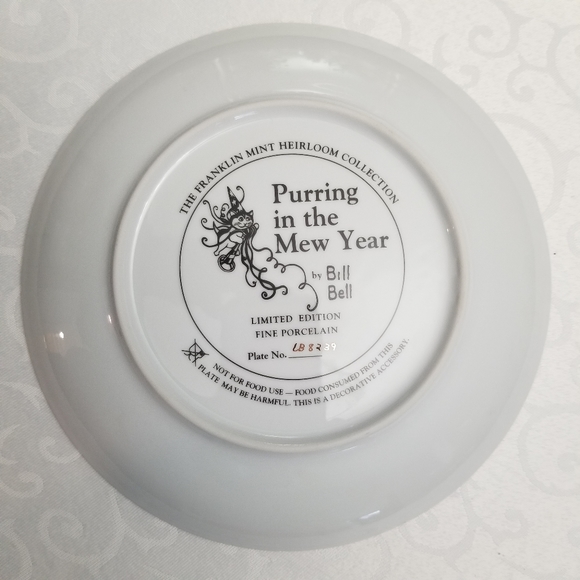 THE FRANKLIN MINT HEIRLOOM COLLECTION
Purring
in the
Mew Year
by Bill
Bell
LIMITED EDITION
FINE PORCELAIN
Plate No. LB8239
NOT FOR FOOD USE — FOOD CONSUMED FROM THIS
PLATE MAY BE HARMFUL. THIS IS A DECORATIVE ACCESSORY.